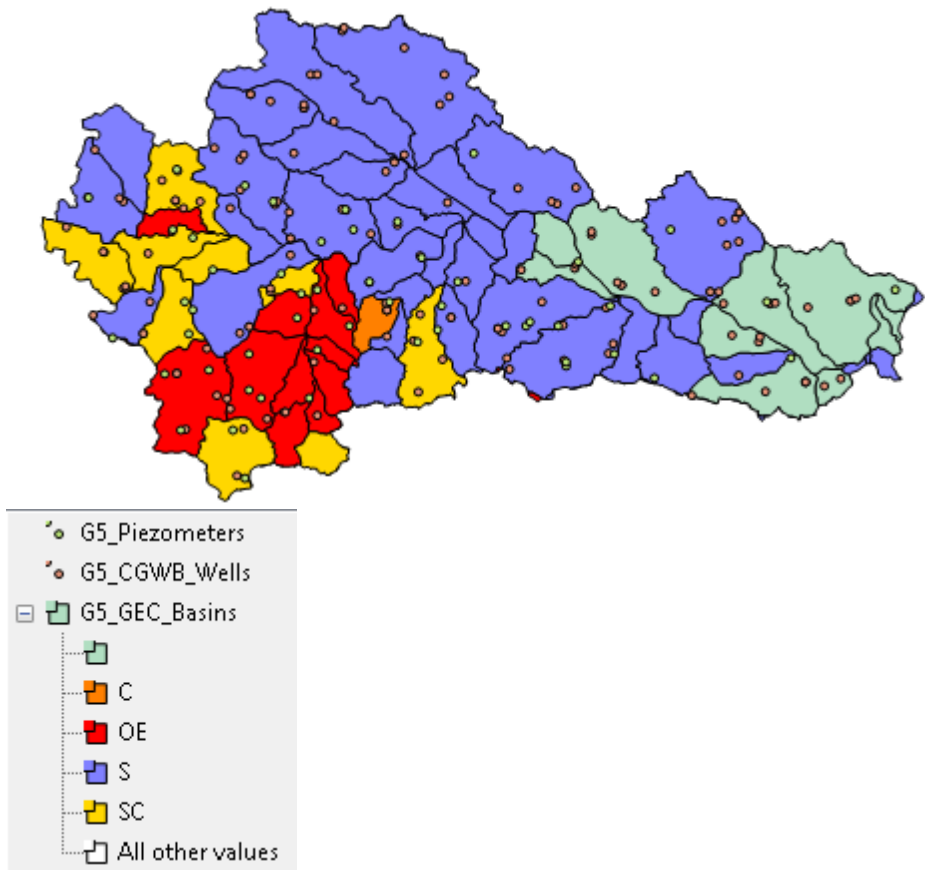 G5_Piezometers
G5_CGWB_Wells
G5_GEC_Basins
C
OE
S
SC
All other values